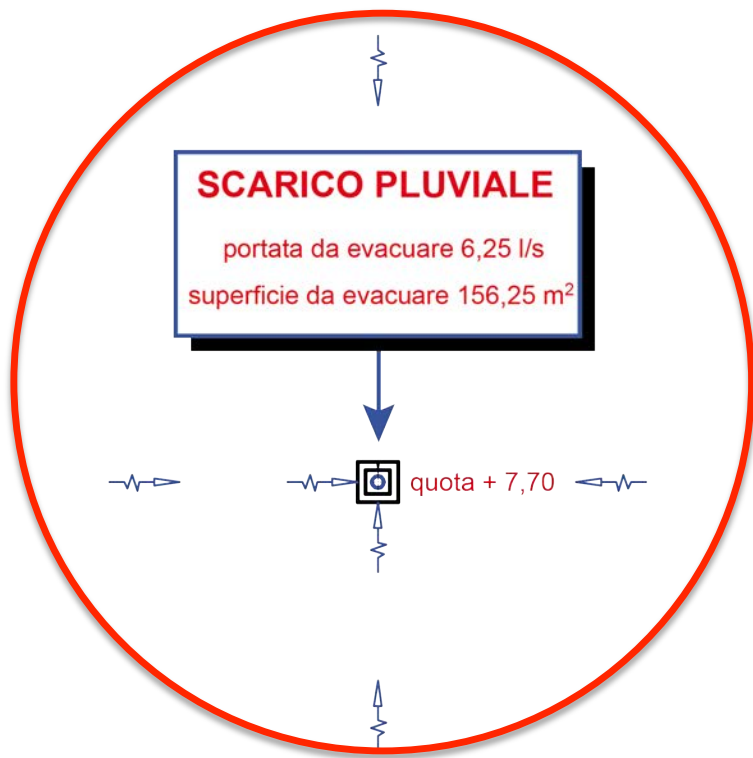 SCARICO PLUVIALE
portata da evacuare 6,25 l/s
superficie da evacuare 156,25 m²
quota + 7,70